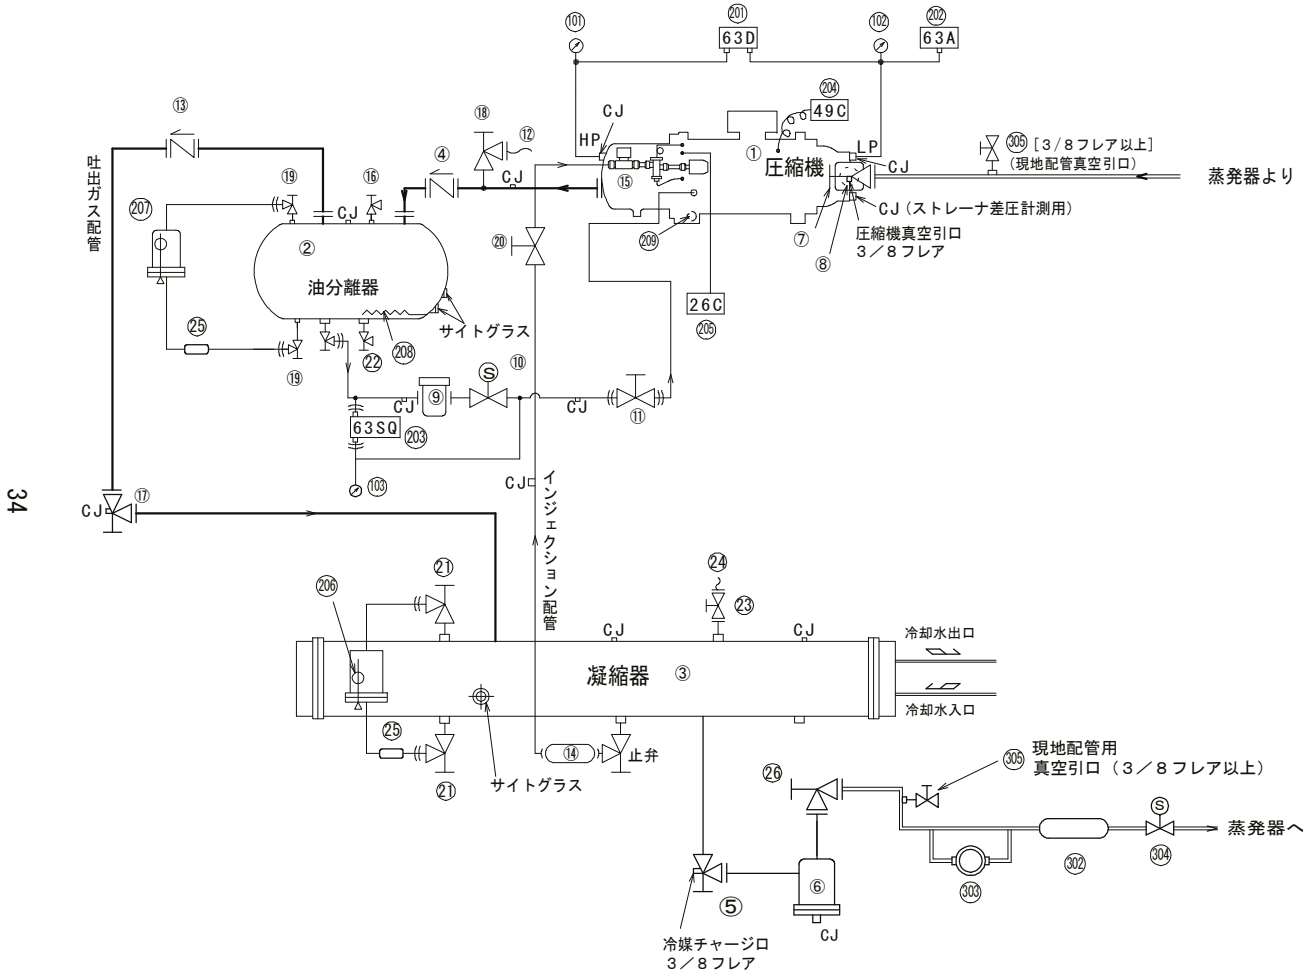 101
201
63D
102
202
63A
204
49C
CJ
HP
LP
CJ
①
圧縮機
⑮
305 [3/8フレア以上]
(現地配管真空引口)
蒸発器より
CJ (ストレーナ差圧計測用)
圧縮機真空引口
3/8フレア
⑦
⑧
209
26C
205
⑬
⑱
⑫
④
CJ
⑳
吐出ガス配管
207
⑲
⑯
CJ
②
油分離器
サイトグラス
25
⑲
22
208
⑩
S
⑨
CJ
CJ
⑪
63SQ
203
103
CJ
インジェクション配管
34
CJ
⑰
206
21
24
23
CJ
CJ
凝縮器
③
冷却水出口
冷却水入口
25
21
サイトグラス
⑭
止弁
26
305
現地配管用
真空引口 (3/8フレア以上)
S
蒸発器へ
302
303
304
⑤
⑥
CJ
冷媒チャージ口
3/8フレア